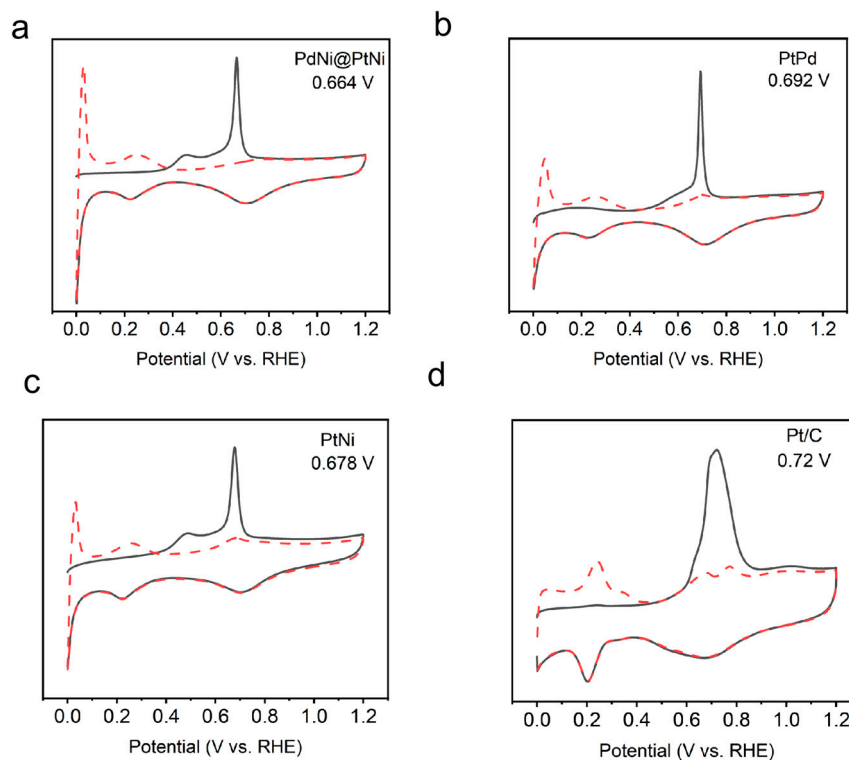 a
PdNi@PtNi
0.664 V
0.0 0.2 0.4 0.6 0.8 1.0 1.2
Potential (V vs. RHE)
b
PtPd
0.692 V
0.0 0.2 0.4 0.6 0.8 1.0 1.2
Potential (V vs. RHE)
c
PtNi
0.678 V
0.0 0.2 0.4 0.6 0.8 1.0 1.2
Potential (V vs. RHE)
d
Pt/C
0.72 V
0.0 0.2 0.4 0.6 0.8 1.0 1.2
Potential (V vs. RHE)